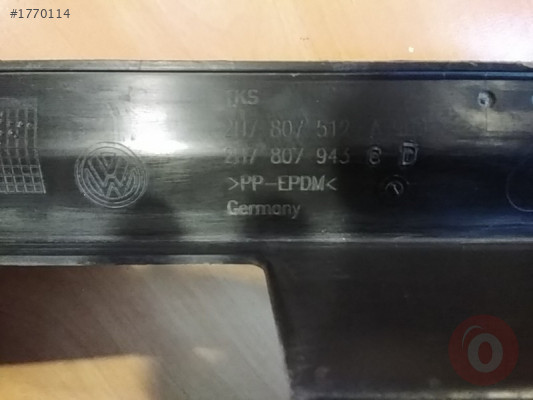 #1770114
TKS
2H7 807 512
2H7 807 943 C D
>PP-EPDM<
Germany